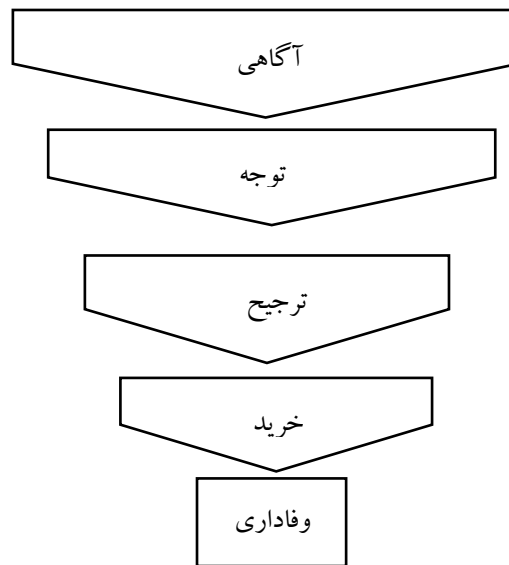 آگاهی
توجه
ترجیح
خرید
وفاداری